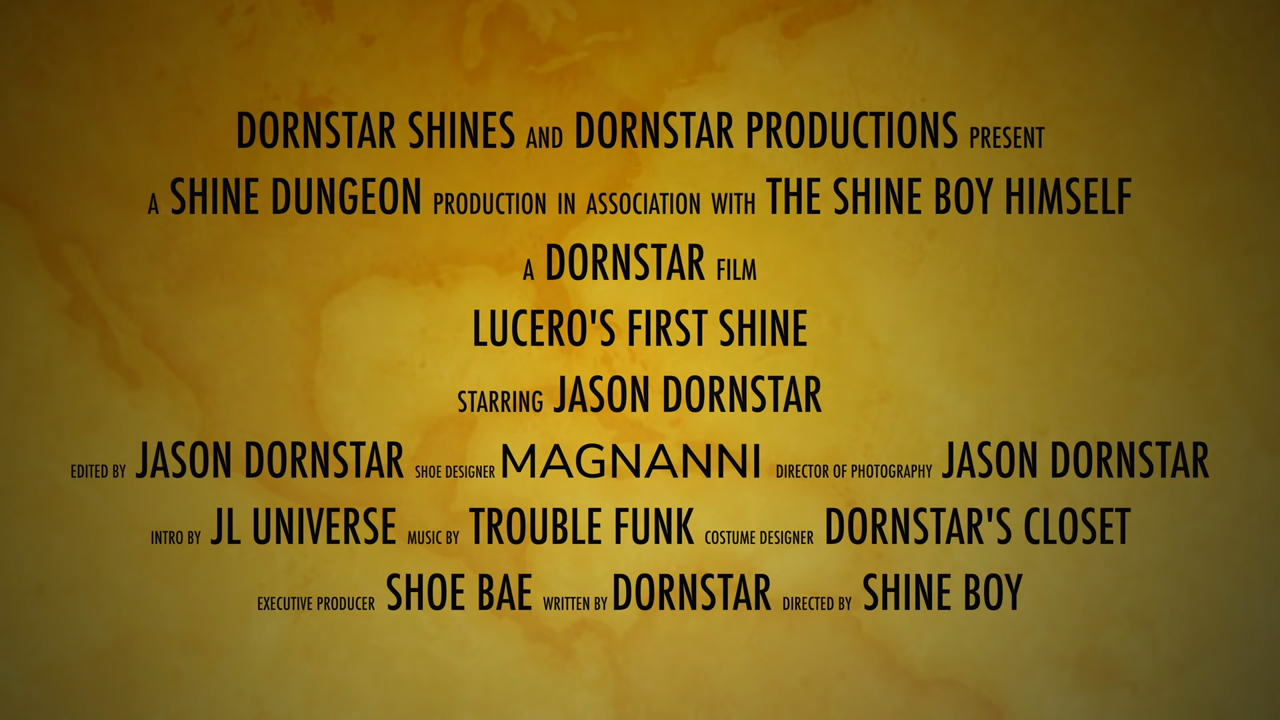 DORNSTAR SHINES AND DORNSTAR PRODUCTIONS PRESENT
A SHINE DUNGEON PRODUCTION IN ASSOCIATION WITH THE SHINE BOY HIMSELF
A DORNSTAR FILM
LUCERO'S FIRST SHINE
STARRING JASON DORNSTAR
EDITED BY JASON DORNSTAR SHOE DESIGNER MAGNANNI DIRECTOR OF PHOTOGRAPHY JASON DORNSTAR
INTRO BY JL UNIVERSE MUSIC BY TROUBLE FUNK COSTUME DESIGNER DORNSTAR'S CLOSET
EXECUTIVE PRODUCER SHOE BAE WRITTEN BY DORNSTAR DIRECTED BY SHINE BOY